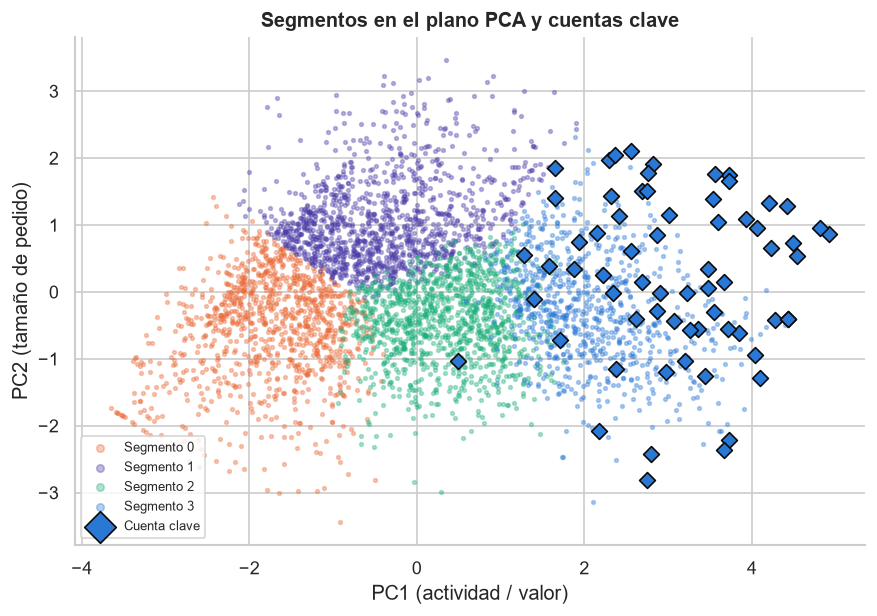 Segmentos en el plano PCA y cuentas clave
PC2 (tamaño de pedido)
3
2
1
0
−1
−2
−3
Segmento 0
Segmento 1
Segmento 2
Segmento 3
Cuenta clave
−4
−2
0
2
4
PC1 (actividad / valor)